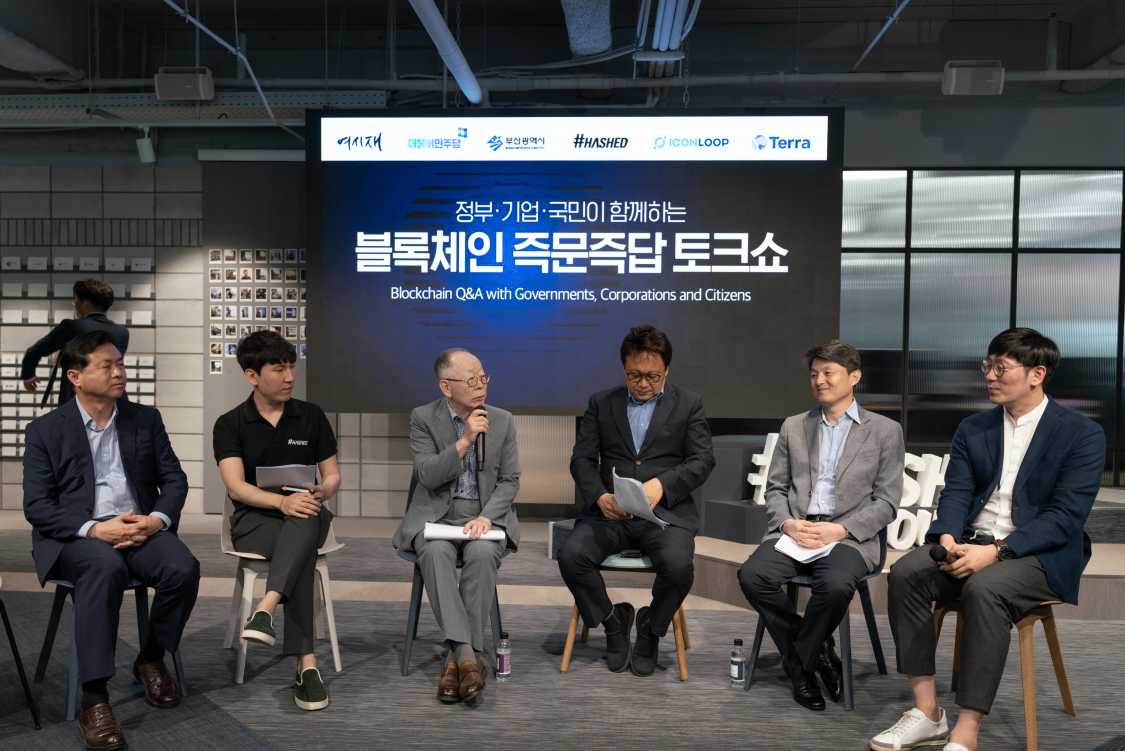 여시재 더불어민주당 부산광역시 #HASHED ICONLOOP Terra
정부·기업·국민이 함께하는
블록체인 즉문즉답 토크쇼
Blockchain Q&A with Governments, Corporations and Citizens
#HASHED